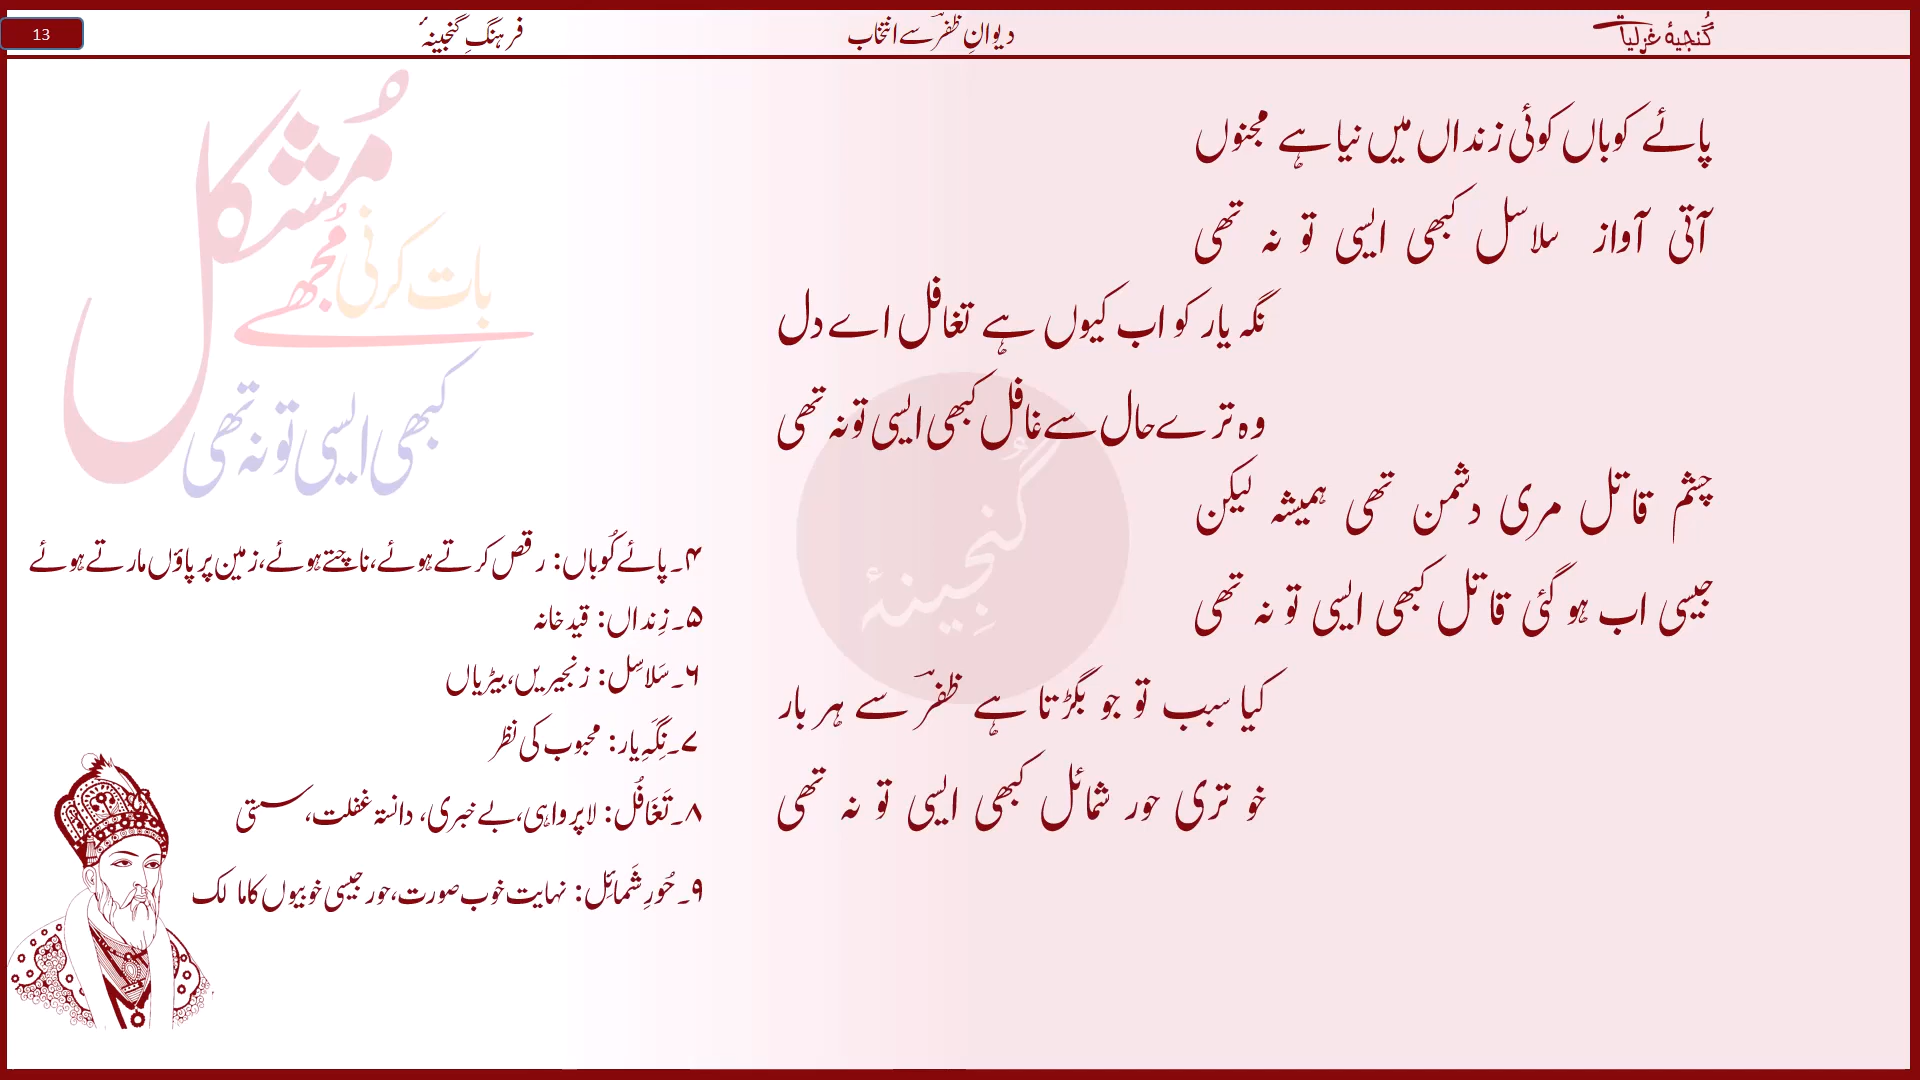 گنجینۂ غزلیات
دیوانِ ظفرؔ سے انتخاب
فرہنگِ گنجینۂ
13
پائے کوباں کوئی زنداں میں نیا ہے مجنوں
آتی آواز سلاسل کبھی ایسی تو نہ تھی
نگہ یار کو اب کیوں ہے تغافل اے دل
وہ ترے حال سے غافل کبھی ایسی تو نہ تھی
چشم قاتل مری دشمن تھی ہمیشہ لیکن
جیسی اب ہو گئی قاتل کبھی ایسی تو نہ تھی
کیا سبب تو جو بگڑتا ہے ظفرؔ سے ہر بار
خو تری حور شمائل کبھی ایسی تو نہ تھی
گنجینۂ
بات کرنی مجھے مُشکل
کبھی ایسی تو نہ تھی
۴۔پائے کُوباں: رقص کرتے ہوئے،ناچتے ہوئے،زمین پر پاؤں مارتے ہوئے
۵۔زِنداں: قیدخانہ
۶۔سَلاسِل: زنجیریں،بیڑیاں
۷۔نِگَہِ یار: محبوب کی نظر
۸۔تَغَافُل: لاپرواہی،بے خبری، دانستہ غفلت،سستی
۹۔حُورِ شَمائِل: نہایت خوب صورت،حور جیسی خوبیوں کا مالک